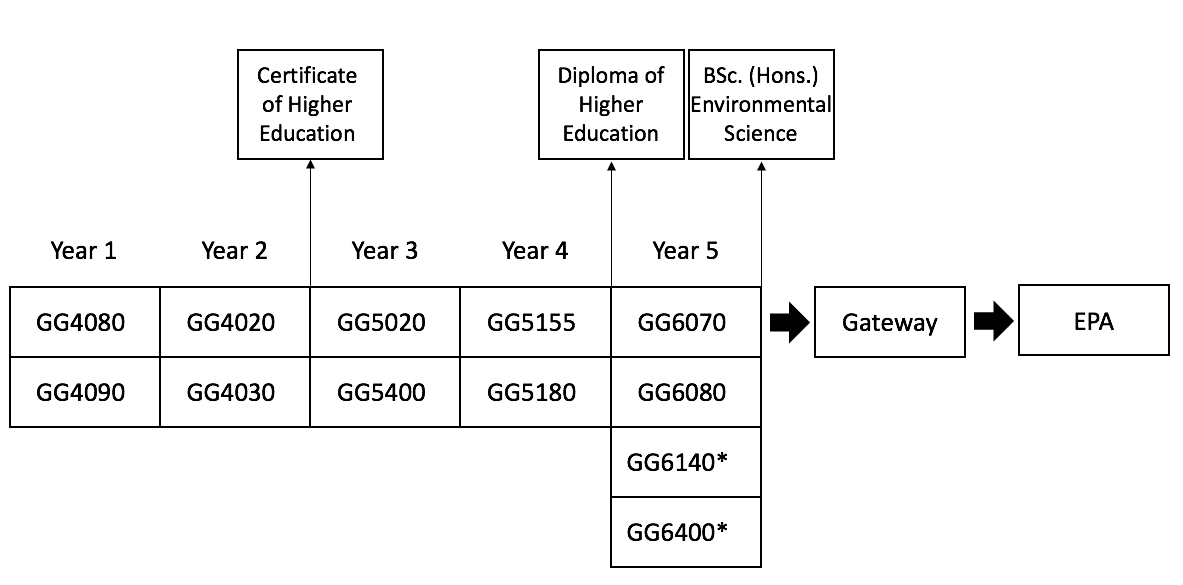 Certificate
of Higher
Education
Diploma of
Higher
Education
BSc. (Hons.)
Environmental
Science
Year 1
Year 2
Year 3
Year 4
Year 5
GG4080
GG4020
GG5020
GG5155
GG6070
Gateway
EPA
GG4090
GG4030
GG5400
GG5180
GG6080
GG6140*
GG6400*